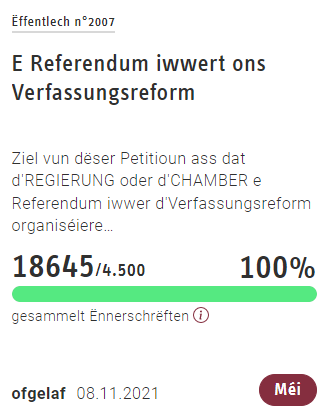 Ëffentlech n°2007
E Referendum iwwert ons
Verfassungsreform
Ziel vun dëser Petitioun ass dat
d'REGIERUNG oder d'CHAMBER e
Referendum iwwer d'Verfassungsreform
organiséiere...
18645/4.500 100%
gesammelt Ënnerschrëften i
ofgelaf 08.11.2021 Méi